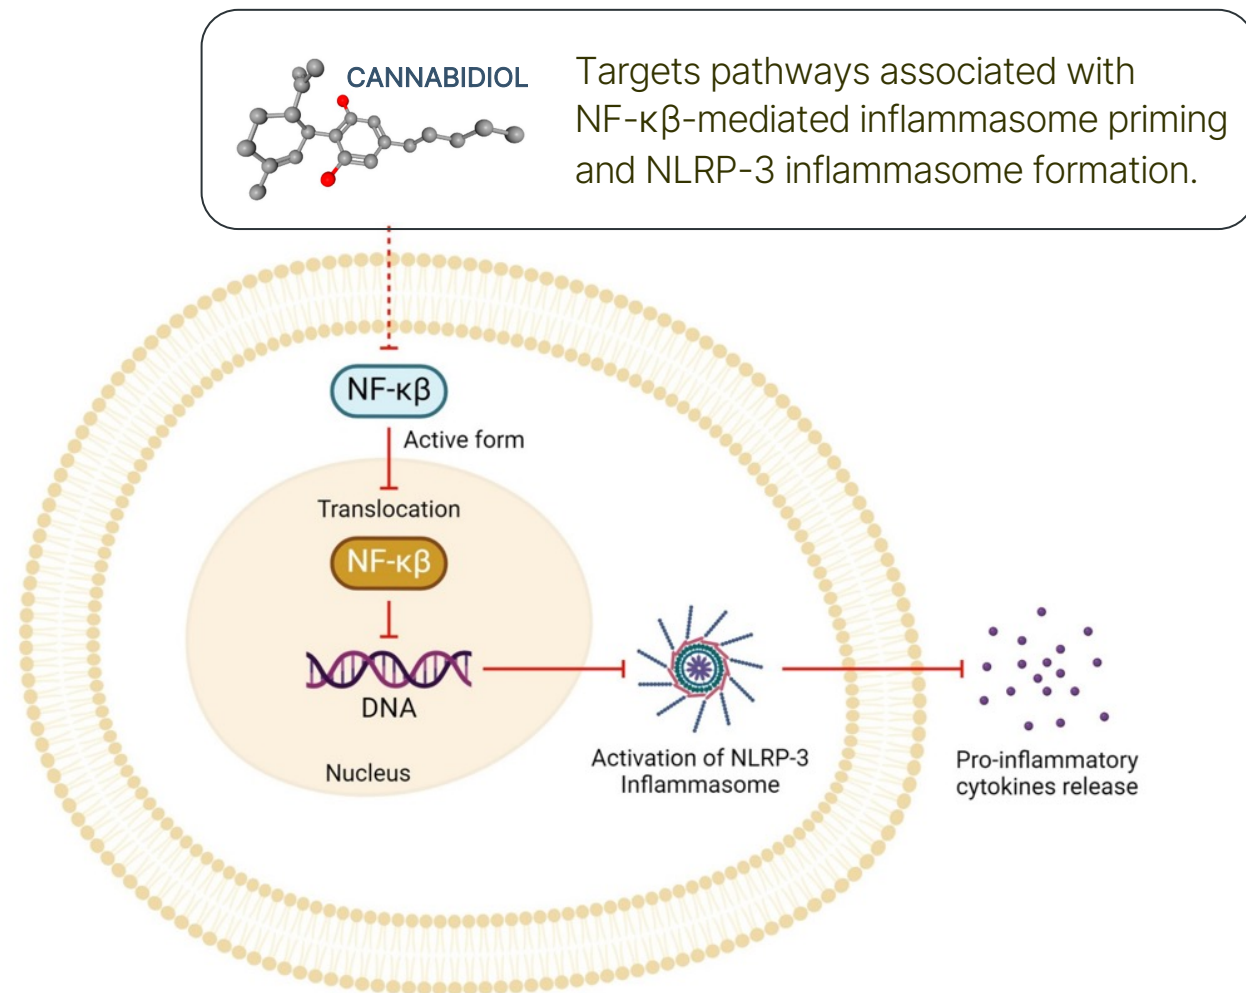 CANNABIDIOL
Targets pathways associated with
NF-κβ-mediated inflammasome priming
and NLRP-3 inflammasome formation.
NF-κβ
Active form
Translocation
NF-κβ
DNA
Nucleus
Activation of NLRP-3
Inflammasome
Pro-inflammatory
cytokines release